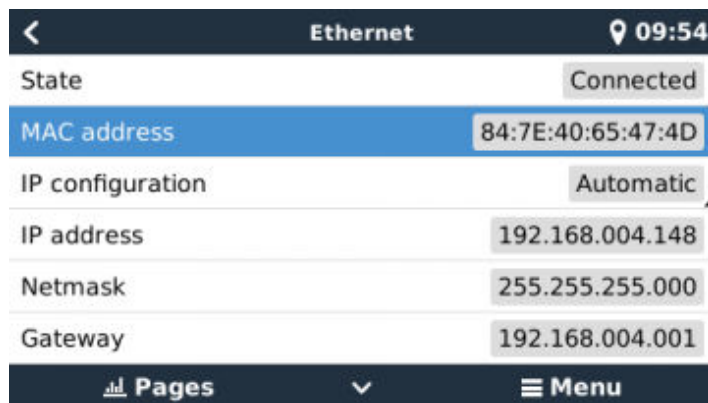 Ethernet 09:54
State Connected
MAC address 84:7E:40:65:47:4D
IP configuration Automatic
IP address 192.168.004.148
Netmask 255.255.255.000
Gateway 192.168.004.001
Pages Menu